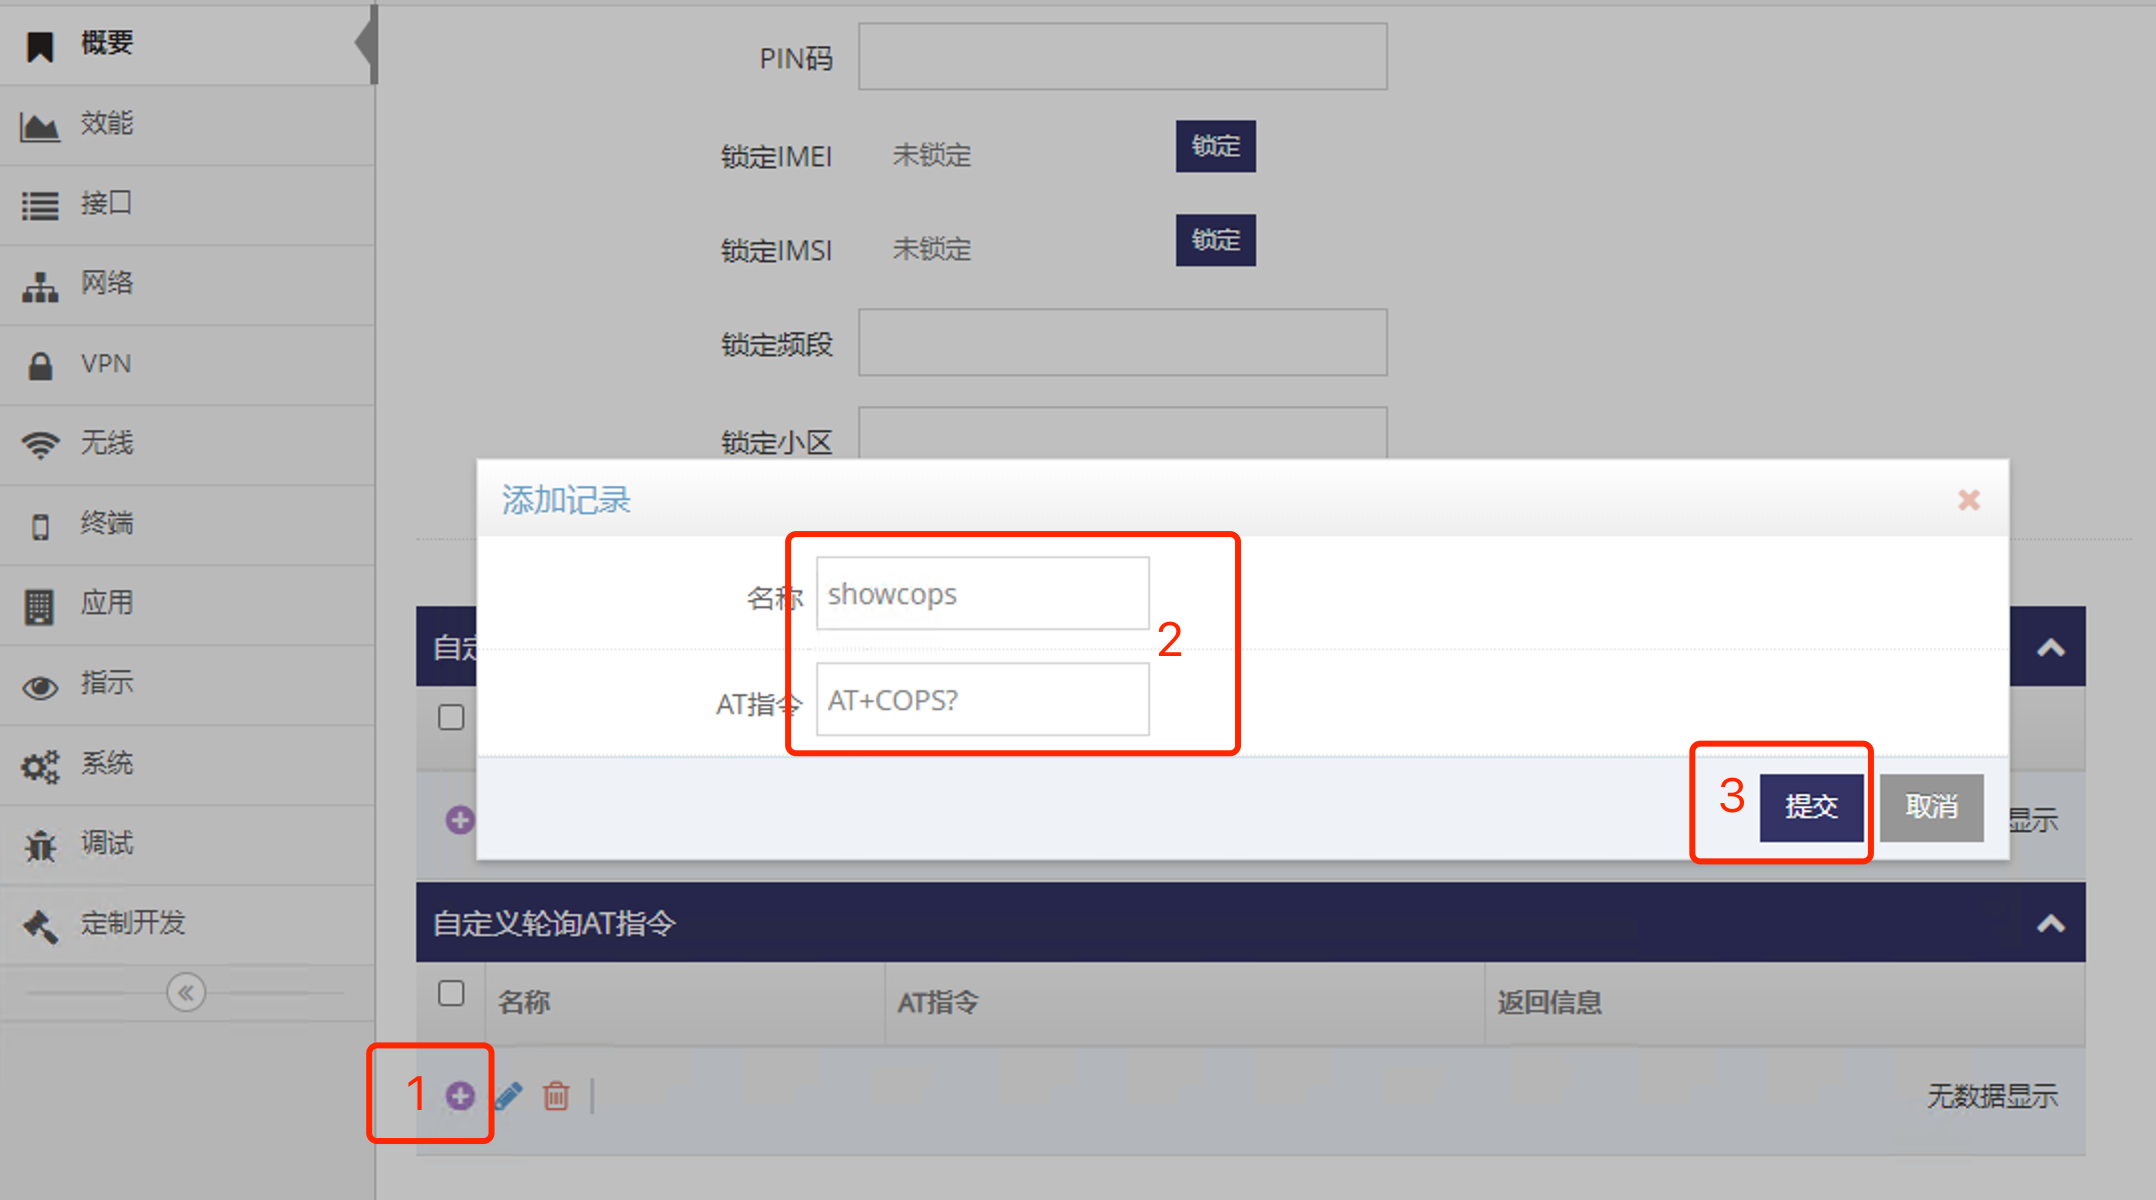 概要
效能
接口
网络
VPN
无线
终端
应用
指示
系统
调试
定制开发
PIN码
锁定IMEI 未锁定 锁定
锁定IMSI 未锁定 锁定
锁定频段
锁定小区
添加记录
名称 showcops
2
AT指令 AT+COPS?
3 提交 取消
自定
显示
自定义轮询AT指令
名称 AT指令 返回信息
1 无数据显示